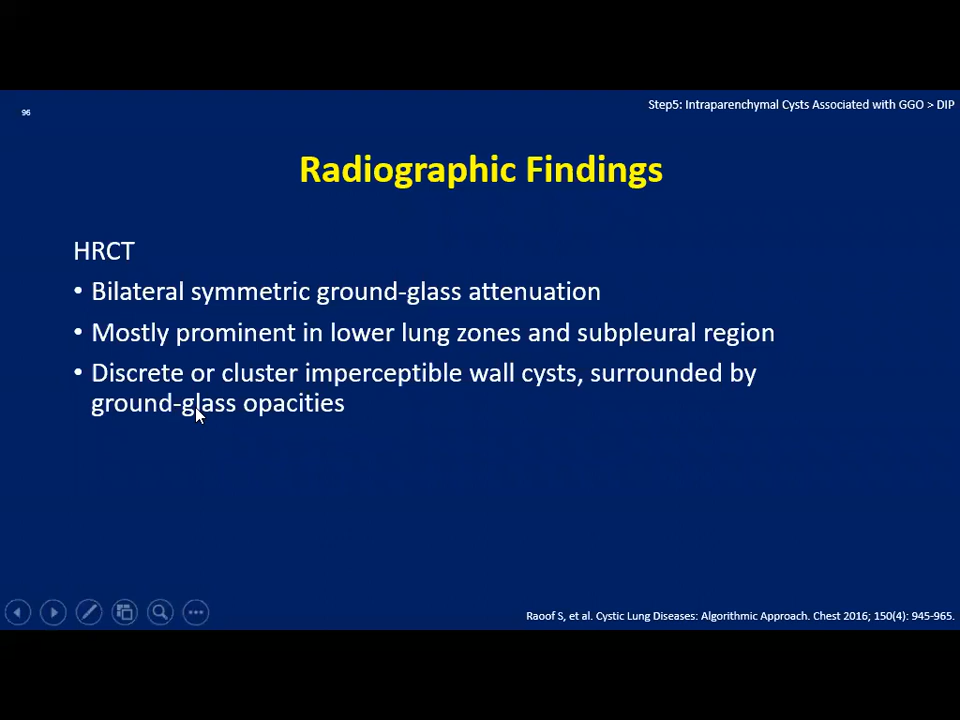 96
Step5: Intraparenchymal Cysts Associated with GGO > DIP
Radiographic Findings
HRCT
• Bilateral symmetric ground-glass attenuation
• Mostly prominent in lower lung zones and subpleural region
• Discrete or cluster imperceptible wall cysts, surrounded by
ground-glass opacities
Raoof S, et al. Cystic Lung Diseases: Algorithmic Approach. Chest 2016; 150(4): 945-965.